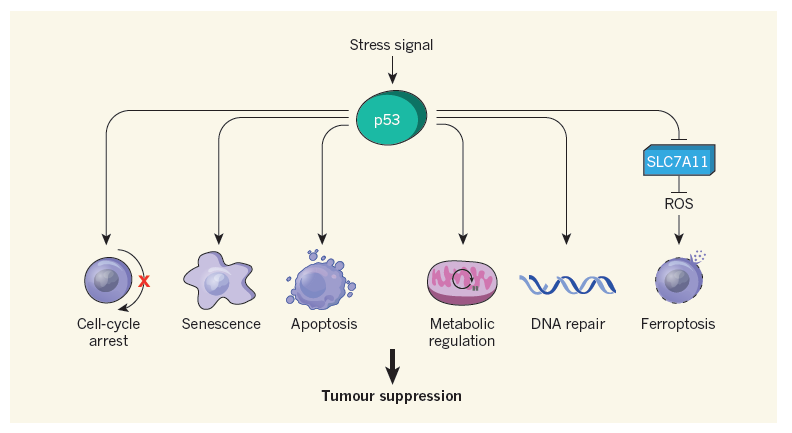 Stress signal
p53
SLC7A11
ROS
x
Cell-cycle
arrest
Senescence
Apoptosis
Metabolic
regulation
DNA repair
Ferroptosis
Tumour suppression